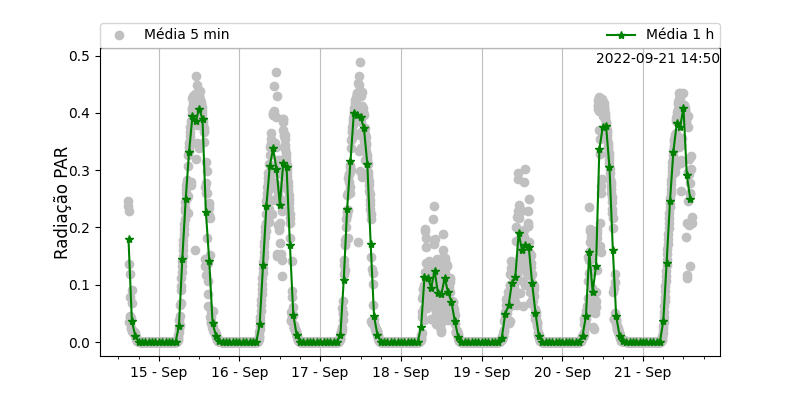 Média 5 min
Média 1 h
2022-09-21 14:50
Radiação PAR
0.5
0.4
0.3
0.2
0.1
0.0
15 - Sep
16 - Sep
17 - Sep
18 - Sep
19 - Sep
20 - Sep
21 - Sep